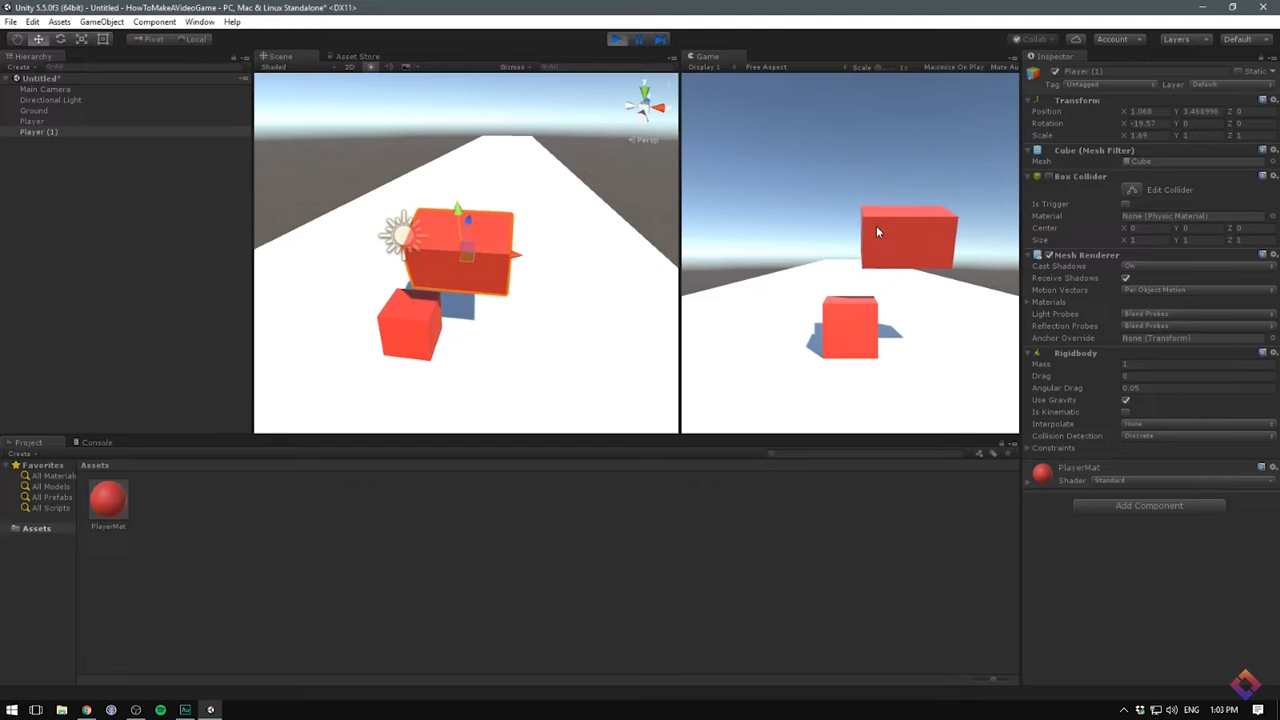 Unity 5.5.0f3 (64bit) - Untitled - HowToMakeAVideoGame - PC, Mac & Linux Standalone* <DX11>
File Edit Assets GameObject Component Window Help
Pivot Local
Collab Account Layers Default
Hierarchy
Create All
Untitled*
Main Camera
Directional Light
Ground
Player
Player (1)
Scene Asset Store
Shaded 2D Gizmos All
Persp
y
Game
Display 1 Free Aspect Scale 1x Maximize On Play Mute Au
Inspector
Player (1) Static
Tag Untagged Layer Default
Transform
Position X 1.068 Y 3.468996 Z 0
Rotation X -19.57 Y 0 Z 0
Scale X 1.69 Y 1 Z 1
Cube (Mesh Filter)
Mesh Cube
Box Collider
Edit Collider
Is Trigger
Material None (Physic Material)
Center X 0 Y 0 Z 0
Size X 1 Y 1 Z 1
Mesh Renderer
Cast Shadows On
Receive Shadows
Motion Vectors Per Object Motion
Materials
Light Probes Blend Probes
Reflection Probes Blend Probes
Anchor Override None (Transform)
Rigidbody
Mass 1
Drag 0
Angular Drag 0.05
Use Gravity
Is Kinematic
Interpolate None
Collision Detection Discrete
Constraints
PlayerMat
Shader Standard
Add Component
Project Console
Create
Favorites
All Material
All Models
All Prefabs
All Scripts
Assets
Assets
PlayerMat
1:03 PM